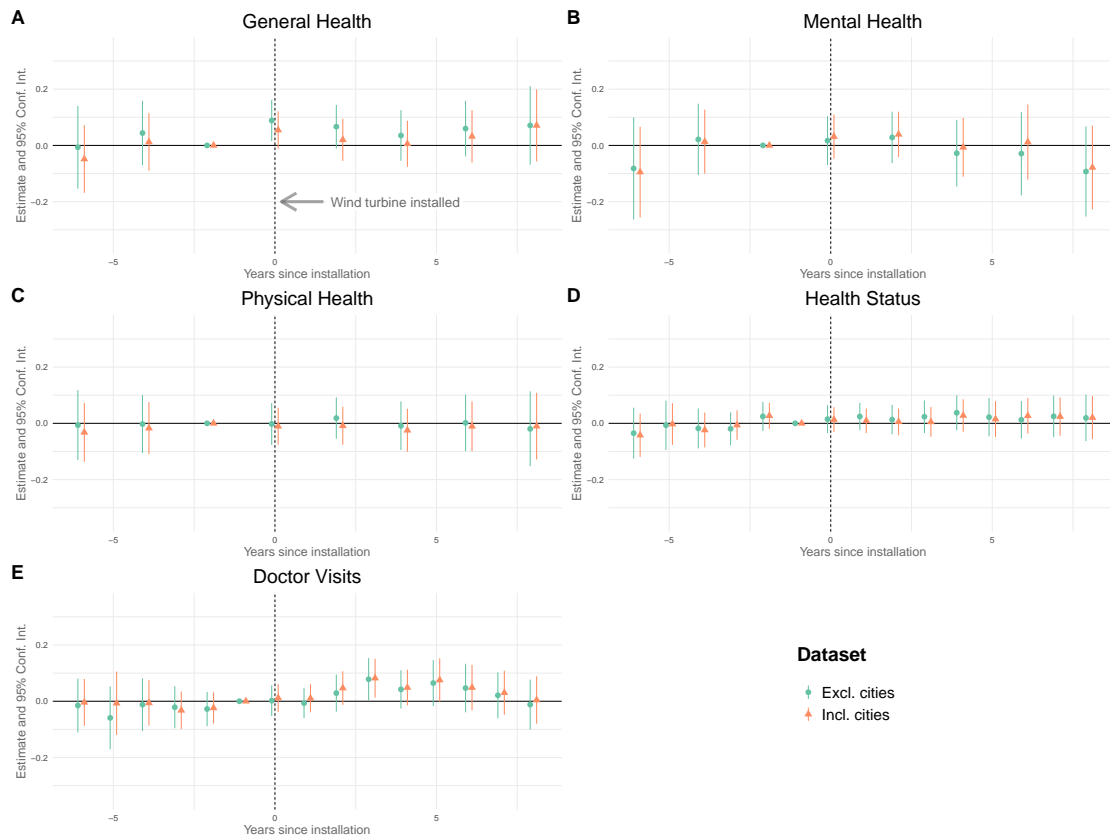 A
General Health
Estimate and 95% Conf. Int.
0.2
0.0
−0.2
Wind turbine installed
−5
0
5
Years since installation
B
Mental Health
Estimate and 95% Conf. Int.
0.2
0.0
−0.2
−5
0
5
Years since installation
C
Physical Health
Estimate and 95% Conf. Int.
0.2
0.0
−0.2
−5
0
5
Years since installation
D
Health Status
Estimate and 95% Conf. Int.
0.2
0.0
−0.2
−5
0
5
Years since installation
E
Doctor Visits
Estimate and 95% Conf. Int.
0.2
0.0
−0.2
−5
0
5
Years since installation
Dataset
Excl. cities
Incl. cities